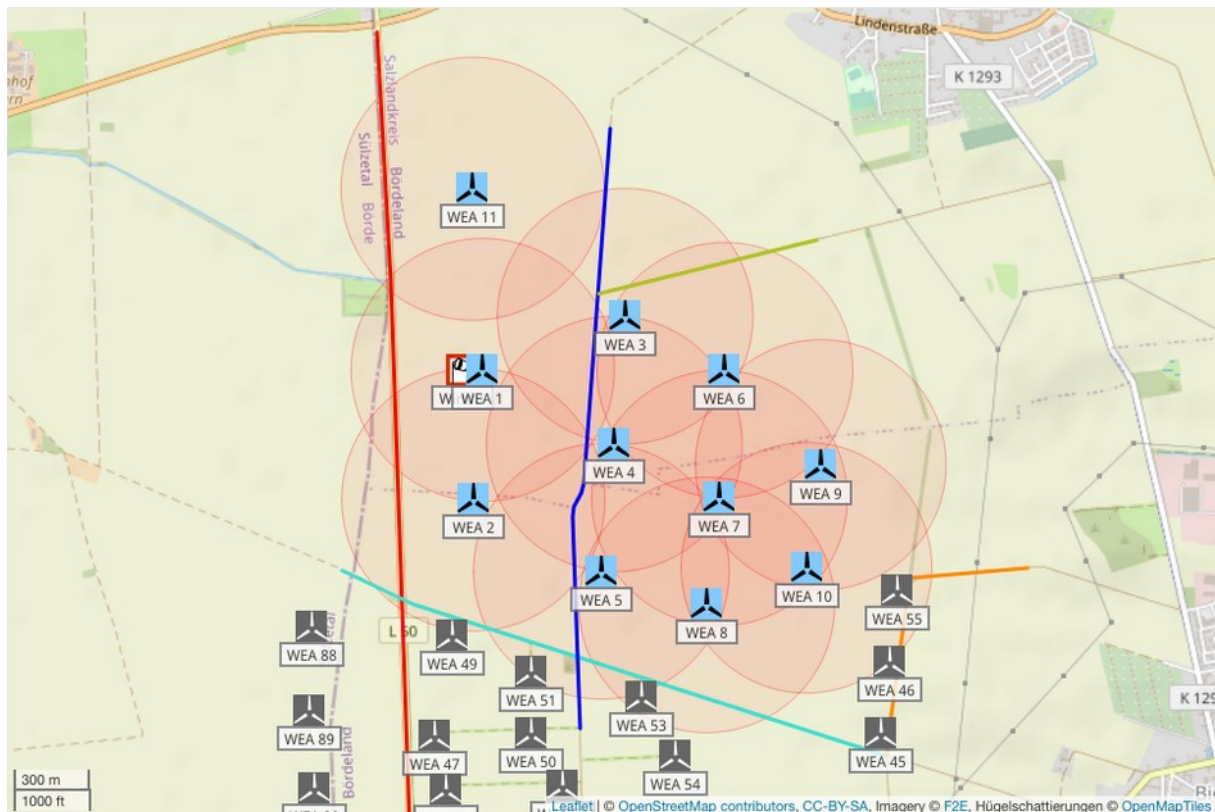 Lindenstraße
K 1293
Salzlandkreis Bördeland
Sülzetal Börde
WEA 11
WEA 3
WEA 1
WEA 6
WEA 4
WEA 9
WEA 2
WEA 7
WEA 5
WEA 10
WEA 8
WEA 55
L 50
WEA 88
WEA 49
WEA 46
WEA 51
WEA 53
WEA 89
WEA 47
WEA 50
WEA 45
WEA 54
Bördeland
300 m
1000 ft
Leaflet | © OpenStreetMap contributors, CC-BY-SA, Imagery © F2E, Hügelschattierungen © OpenMapTiles